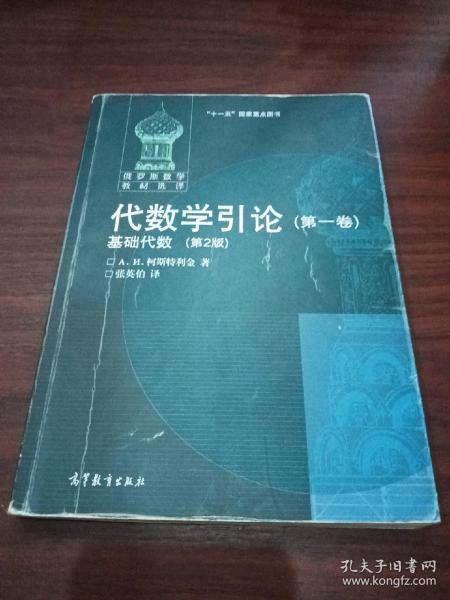 "十一五"国家重点图书
俄罗斯数学
教材选译
代数学引论(第一卷)
基础代数 (第2版)
□ А. И. 柯斯特利金 著
□ 张英伯 译
高等教育出版社
孔夫子旧书网
www.kongfz.com